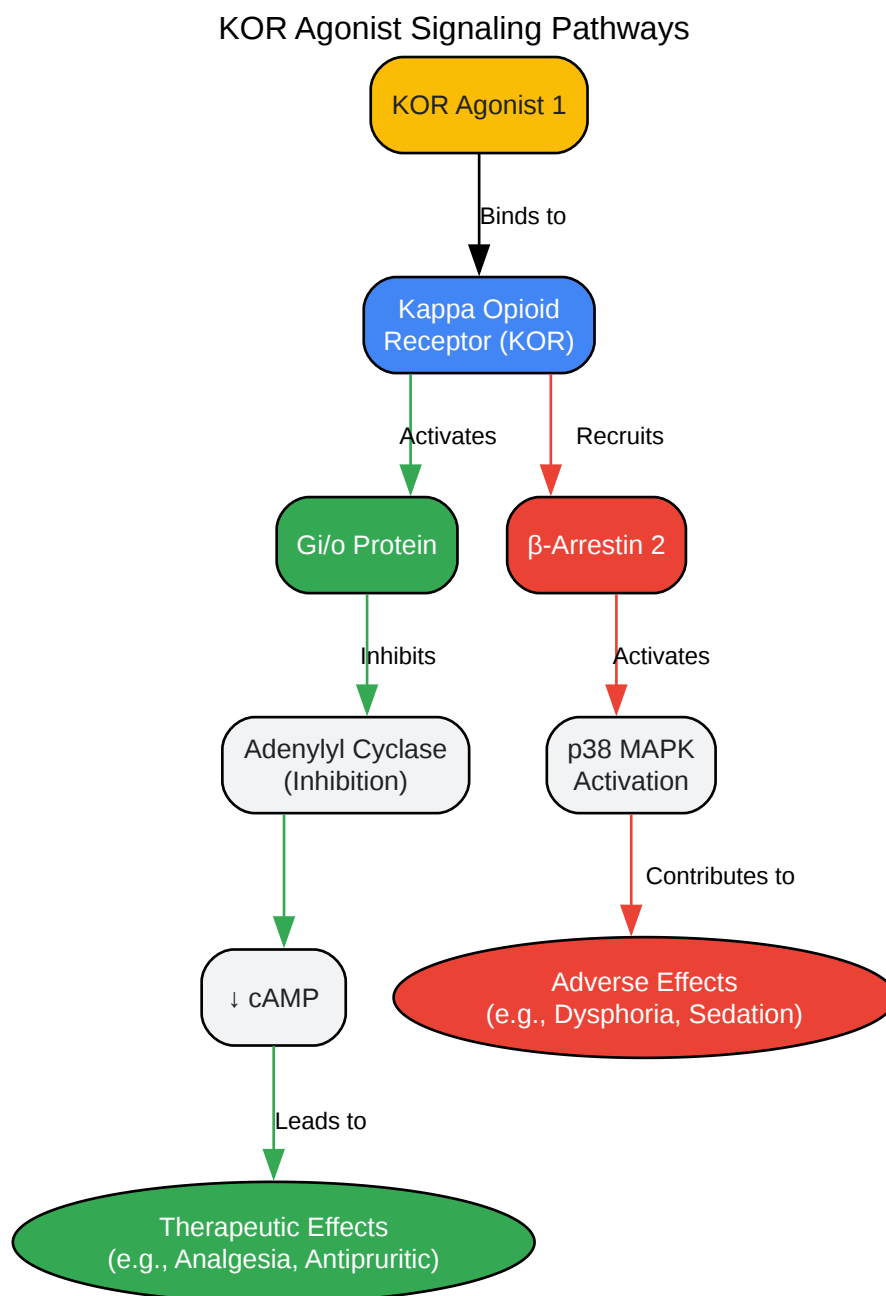 KOR Agonist Signaling Pathways
KOR Agonist 1
Binds to
Kappa Opioid
Receptor (KOR)
Activates
Recruits
Gi/o Protein
β-Arrestin 2
Inhibits
Activates
Adenylyl Cyclase
(Inhibition)
p38 MAPK
Activation
Contributes to
↓ cAMP
Adverse Effects
(e.g., Dysphoria, Sedation)
Leads to
Therapeutic Effects
(e.g., Analgesia, Antipruritic)